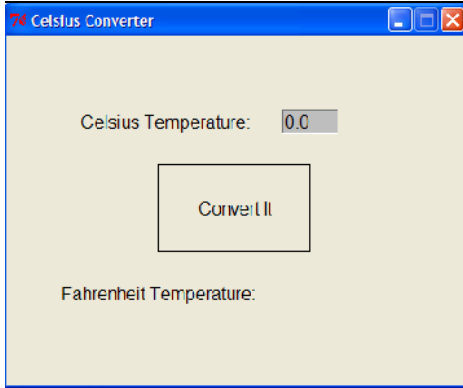 Celsius Converter
Celsius Temperature: 0.0
Convert It
Fahrenheit Temperature: